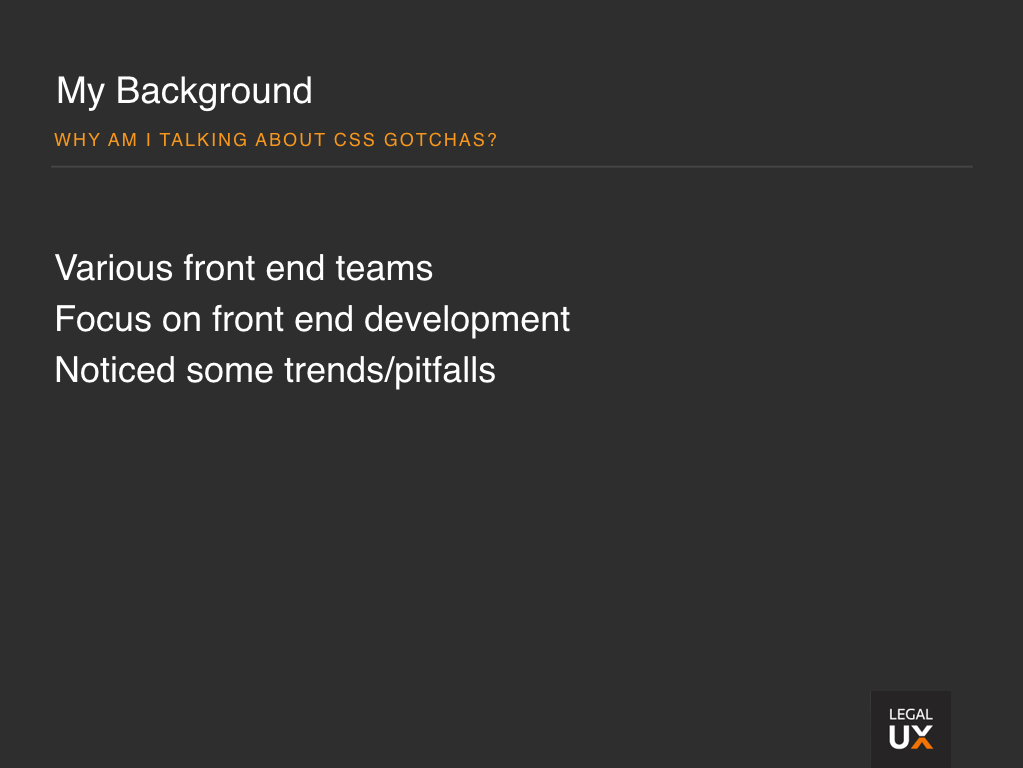 My Background
WHY AM I TALKING ABOUT CSS GOTCHAS?
Various front end teams
Focus on front end development
Noticed some trends/pitfalls
LEGAL
UX